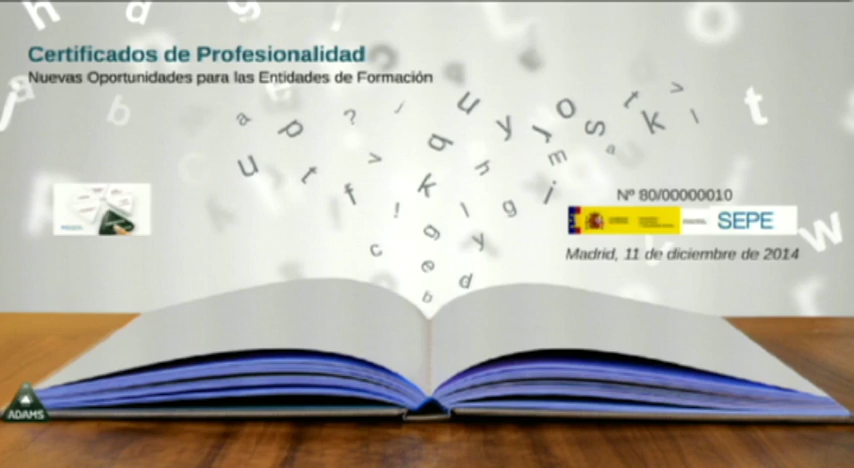 Certificados de Profesionalidad
Nuevas Oportunidades para las Entidades de Formación
Nº 80/00000010
SEPE
Madrid, 11 de diciembre de 2014
ADAMS